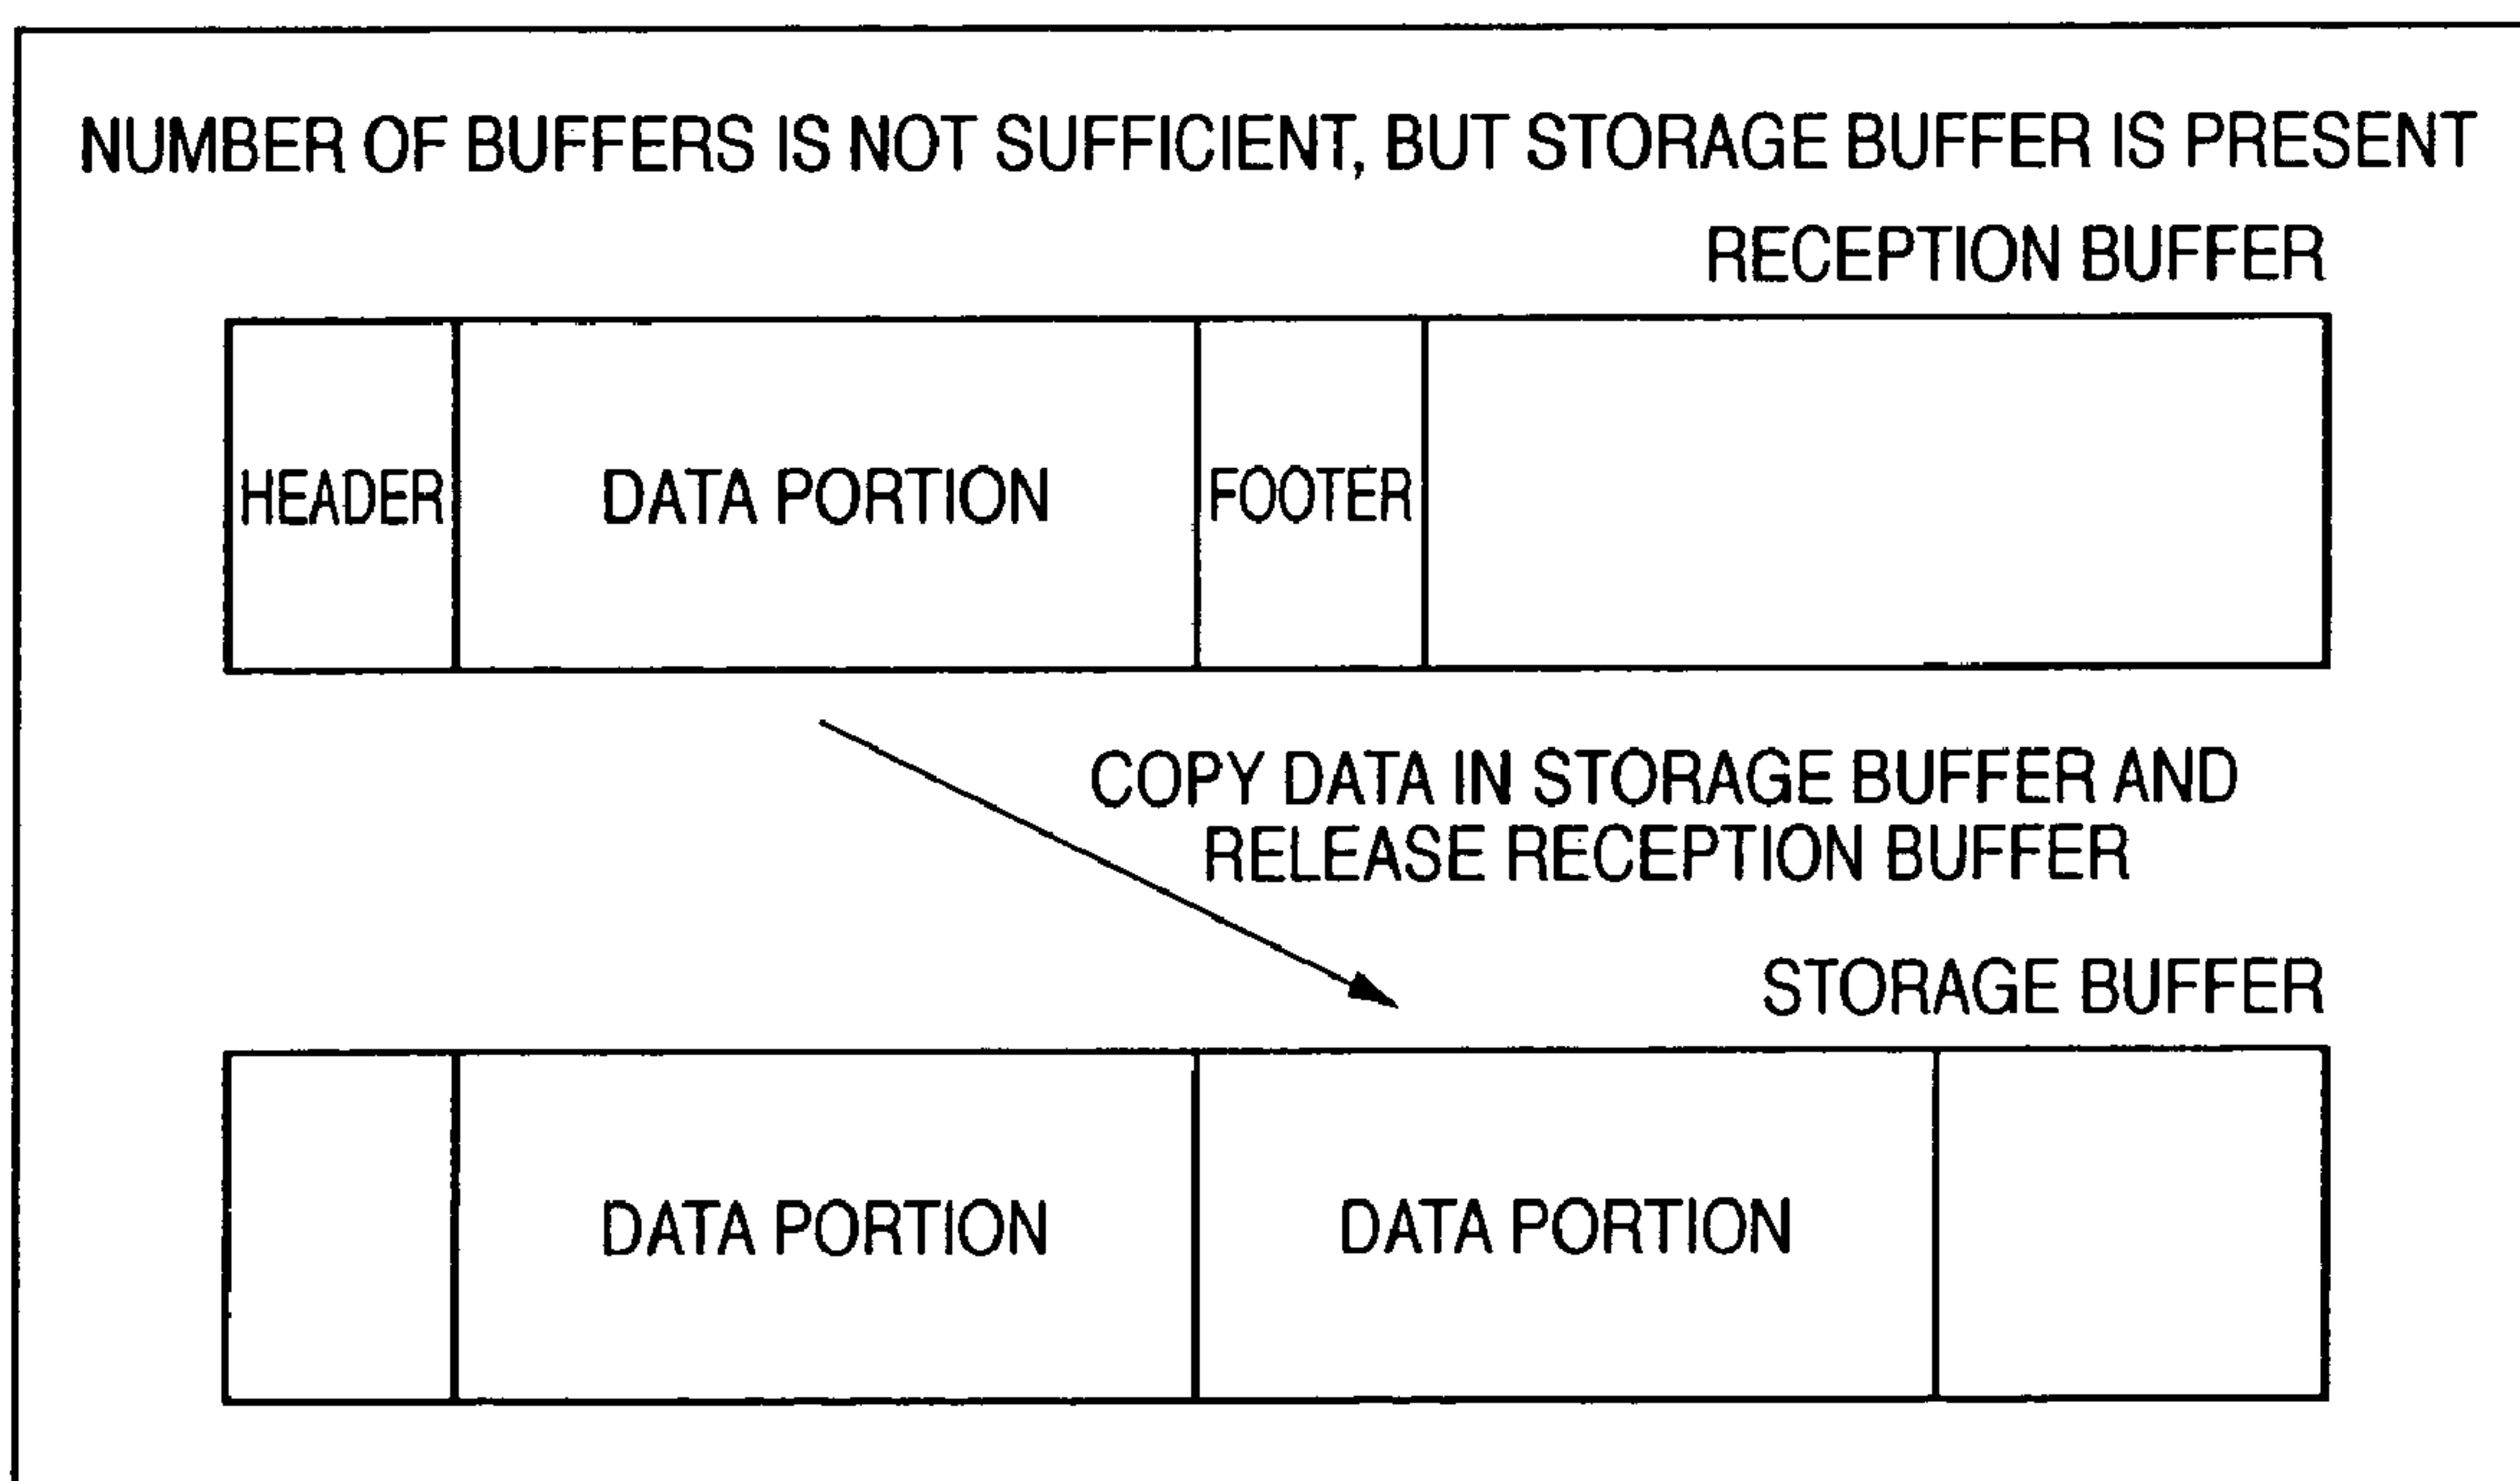 NUMBER OF BUFFERS IS NOT SUFFICIENT, BUT STORAGE BUFFER IS PRESENT
RECEPTION BUFFER
HEADER
DATA PORTION
FOOTER
COPY DATA IN STORAGE BUFFER AND
RELEASE RECEPTION BUFFER
STORAGE BUFFER
DATA PORTION
DATA PORTION